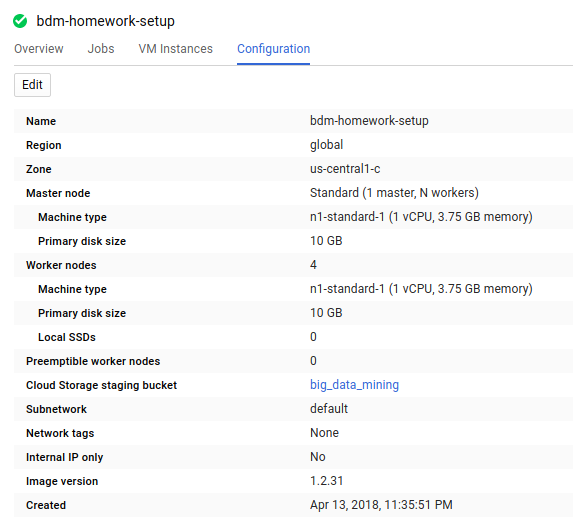 bdm-homework-setup
Overview Jobs VM Instances Configuration
Edit
Name bdm-homework-setup
Region global
Zone us-central1-c
Master node Standard (1 master, N workers)
Machine type n1-standard-1 (1 vCPU, 3.75 GB memory)
Primary disk size 10 GB
Worker nodes 4
Machine type n1-standard-1 (1 vCPU, 3.75 GB memory)
Primary disk size 10 GB
Local SSDs 0
Preemptible worker nodes 0
Cloud Storage staging bucket big_data_mining
Subnetwork default
Network tags None
Internal IP only No
Image version 1.2.31
Created Apr 13, 2018, 11:35:51 PM